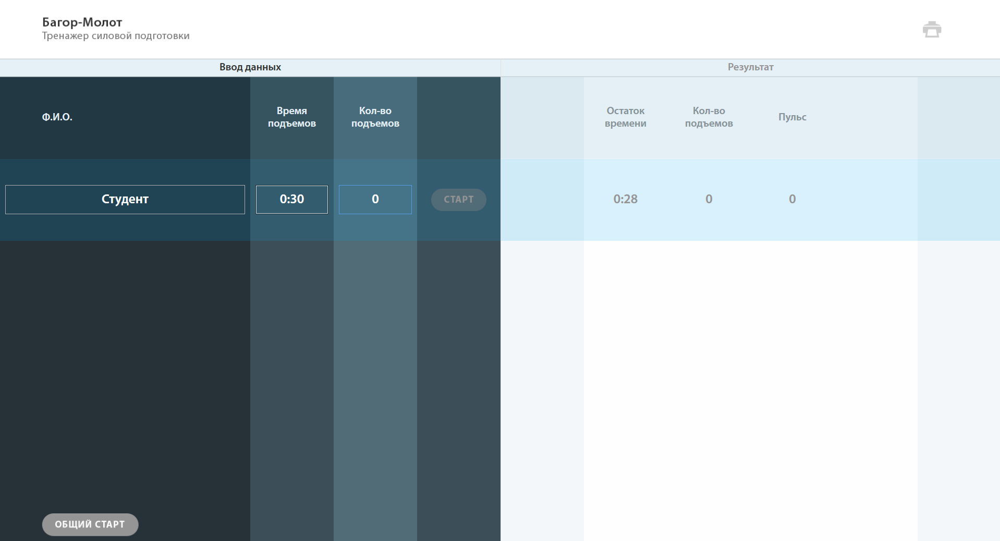 Багор-Молот
Тренажер силовой подготовки
Ввод данных
Результат
Ф.И.О.
Время
подъемов
Кол-во
подъемов
Остаток
времени
Кол-во
подъемов
Пульс
Студент
0:30
0
СТАРТ
0:28
0
0
ОБЩИЙ СТАРТ